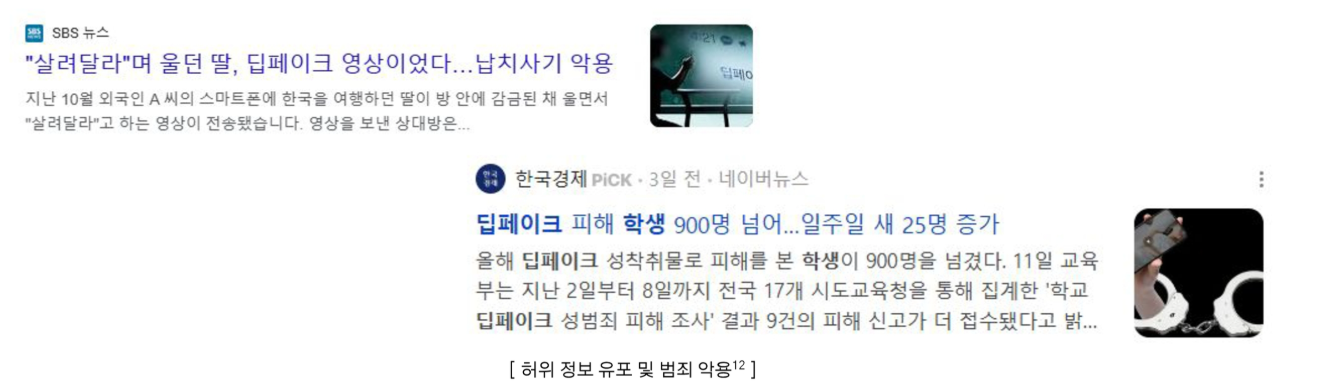 SBS 뉴스
"살려달라"며 울던 딸, 딥페이크 영상이었다...납치사기 악용
지난 10월 외국인 A 씨의 스마트폰에 한국을 여행하던 딸이 방 안에 감금된 채 울면서
"살려달라"고 하는 영상이 전송됐습니다. 영상을 보낸 상대방은...
한국경제 PiCK · 3일 전 · 네이버뉴스
딥페이크 피해 학생 900명 넘어...일주일 새 25명 증가
올해 딥페이크 성착취물로 피해를 본 학생이 900명을 넘겼다. 11일 교육
부는 지난 2일부터 8일까지 전국 17개 시도교육청을 통해 집계한 '학교
딥페이크 성범죄 피해 조사' 결과 9건의 피해 신고가 더 접수됐다고 밝...
[ 허위 정보 유포 및 범죄 악용12 ]